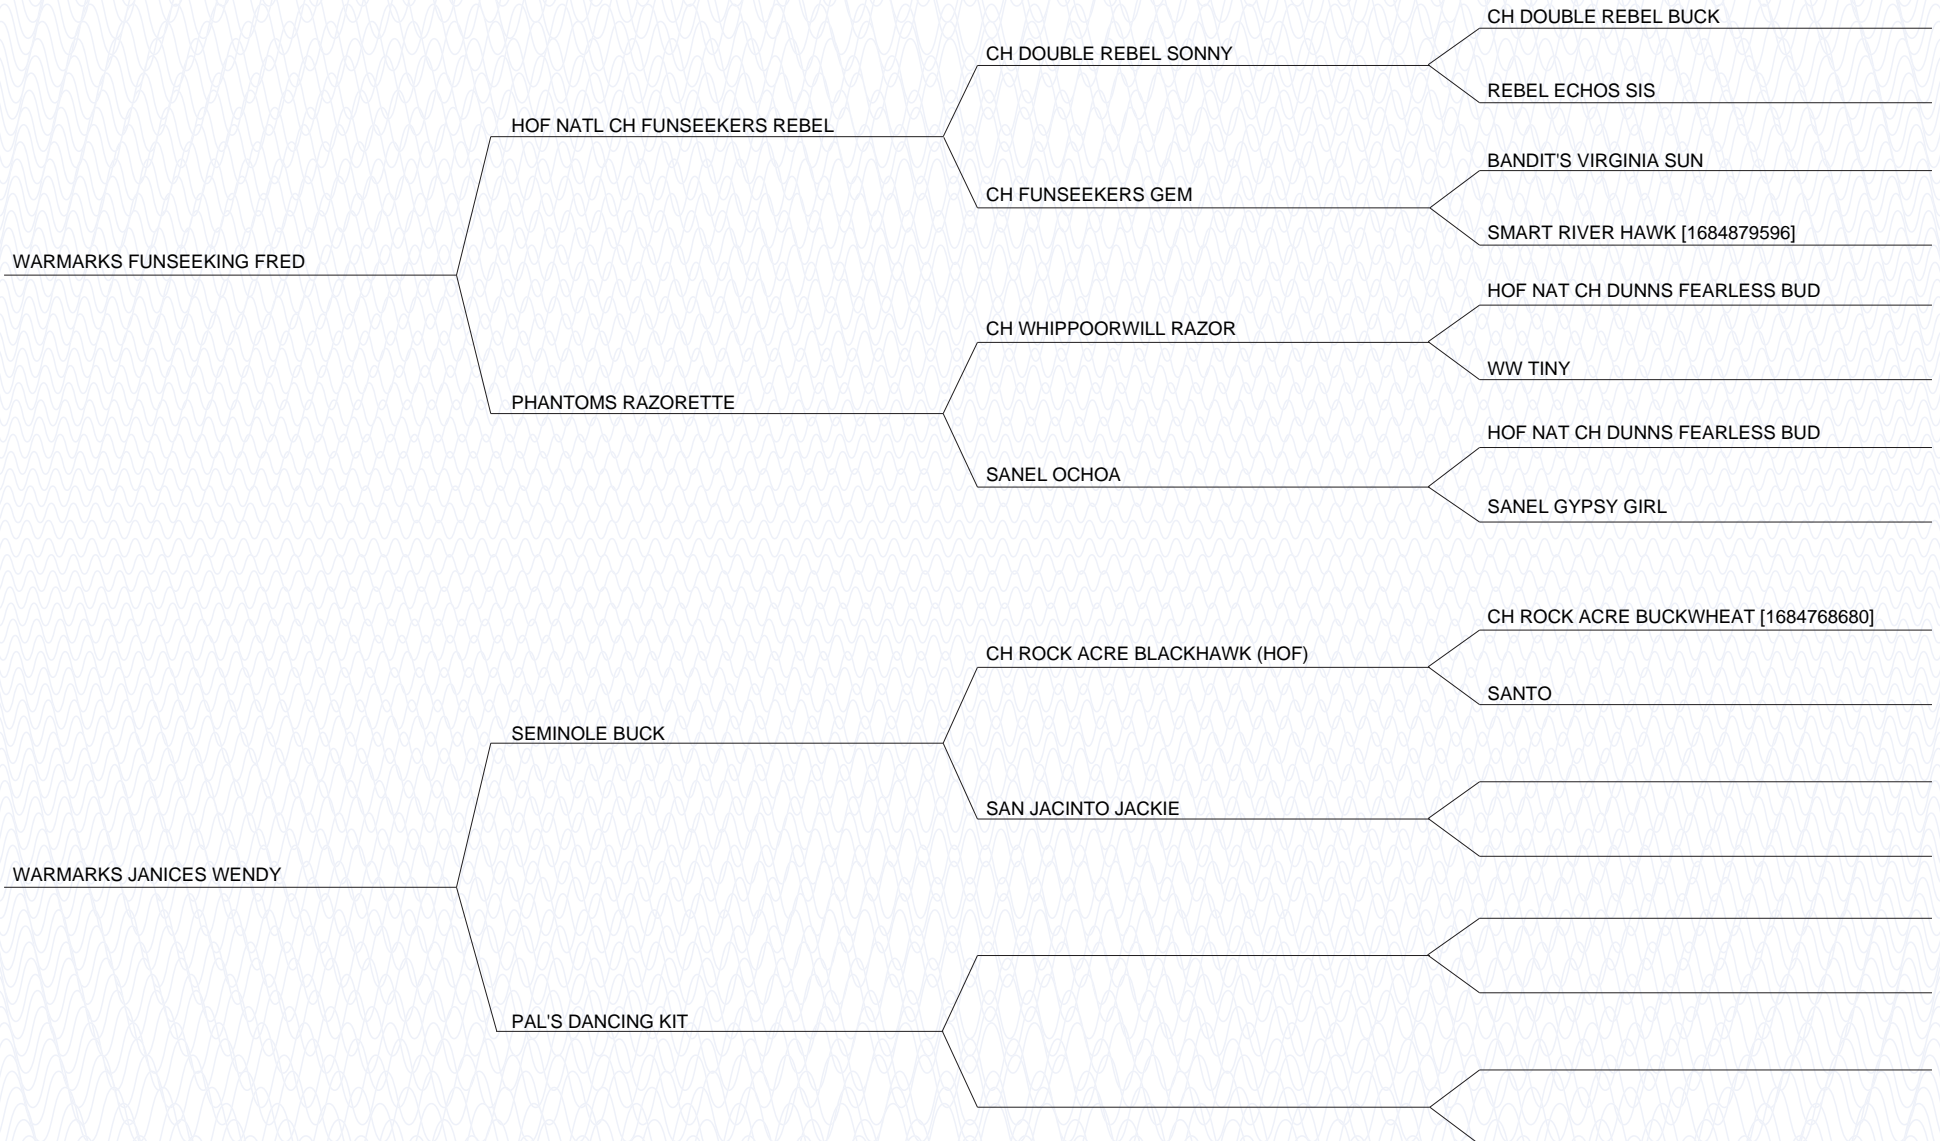 CH DOUBLE REBEL BUCK
CH DOUBLE REBEL SONNY
REBEL ECHOS SIS
HOF NATL CH FUNSEEKERS REBEL
BANDIT'S VIRGINIA SUN
CH FUNSEEKERS GEM
SMART RIVER HAWK [1684879596]
WARMARKS FUNSEEKING FRED
HOF NAT CH DUNNS FEARLESS BUD
CH WHIPPOORWILL RAZOR
WW TINY
PHANTOMS RAZORETTE
HOF NAT CH DUNNS FEARLESS BUD
SANEL OCHOA
SANEL GYPSY GIRL
CH ROCK ACRE BUCKWHEAT [1684768680]
CH ROCK ACRE BLACKHAWK (HOF)
SANTO
SEMINOLE BUCK
SAN JACINTO JACKIE
WARMARKS JANICES WENDY
PAL'S DANCING KIT